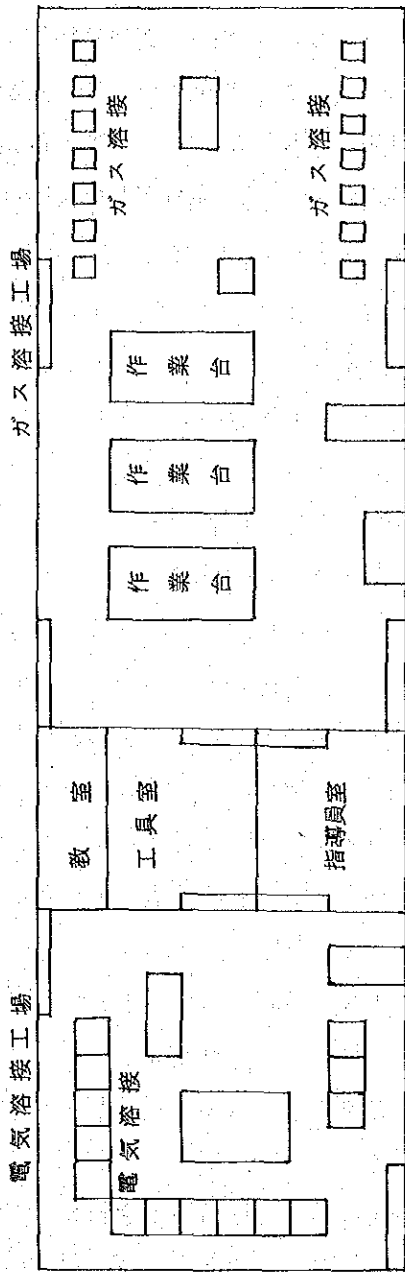 電気溶接工場
ガス溶接工場
電気溶接
教室
工具室
指導員室
作業台
作業台
作業台
ガス溶接
ガス溶接